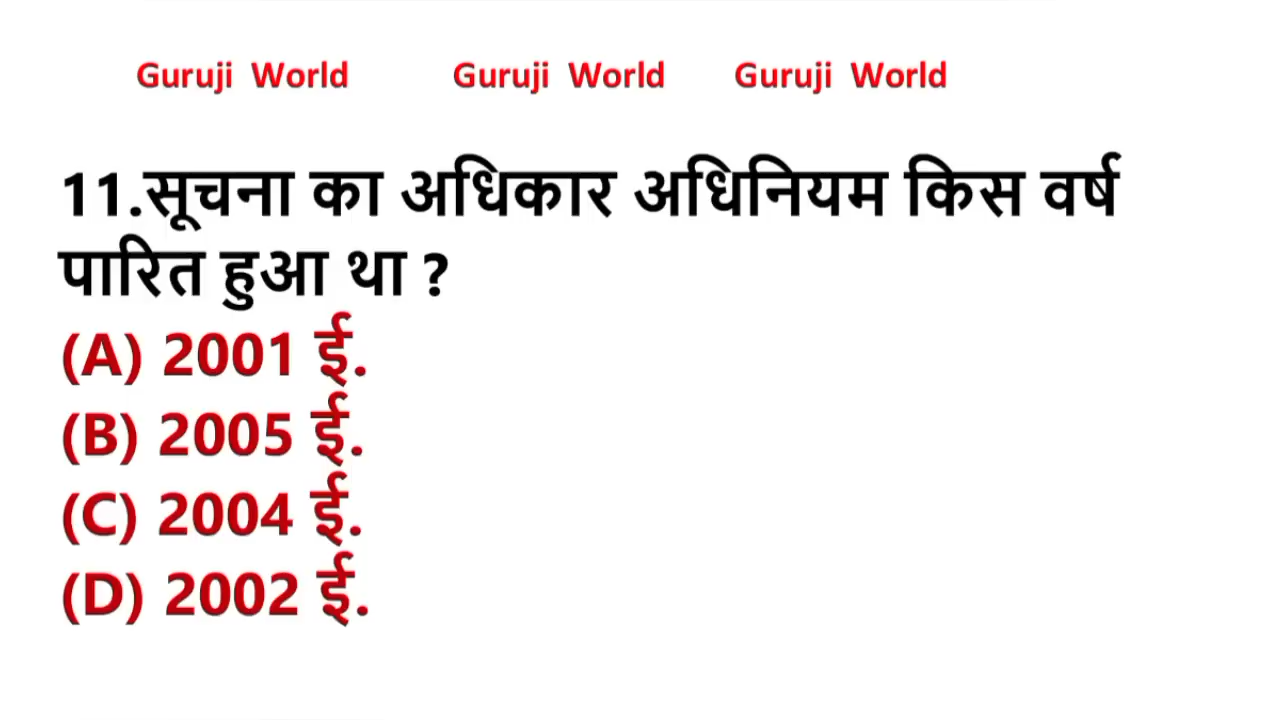 Guruji World Guruji World Guruji World
11.सूचना का अधिकार अधिनियम किस वर्ष
पारित हुआ था ?
(A) 2001 ई.
(B) 2005 ई.
(C) 2004 ई.
(D) 2002 ई.